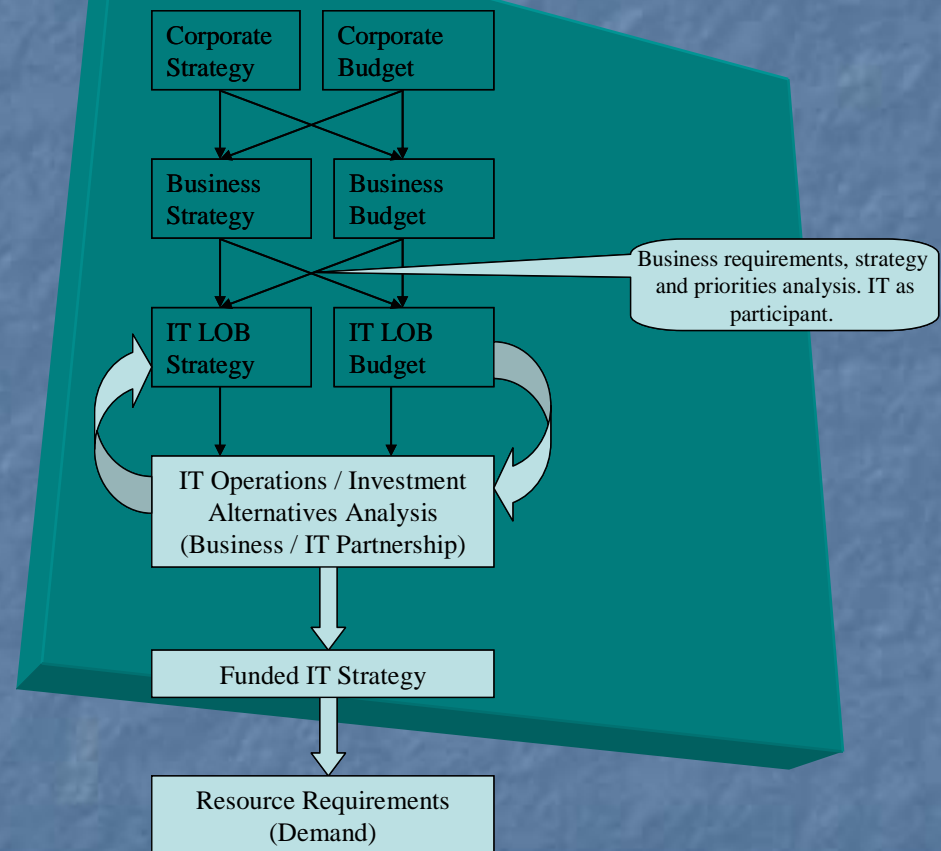 Corporate
Strategy
Corporate
Budget
Business
Strategy
Business
Budget
Business requirements, strategy
and priorities analysis. IT as
participant.
IT LOB
Strategy
IT LOB
Budget
IT Operations / Investment
Alternatives Analysis
(Business / IT Partnership)
Funded IT Strategy
Resource Requirements
(Demand)